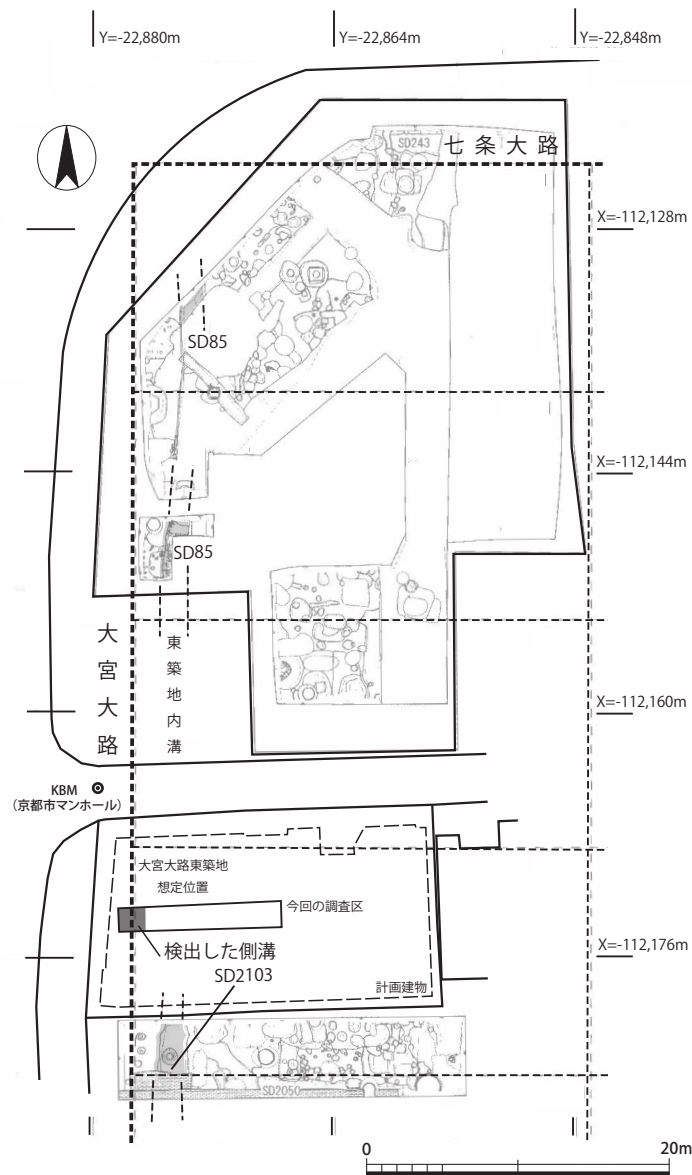 Y=-22,880m
Y=-22,864m
Y=-22,848m
SD243
七条大路
X=-112,128m
SD85
X=-112,144m
SD85
大宮大路
東築地内溝
X=-112,160m
KBM
(京都市マンホール)
大宮大路東築地
想定位置
今回の調査区
検出した側溝
X=-112,176m
SD2103
計画建物
SD2050
0
20m